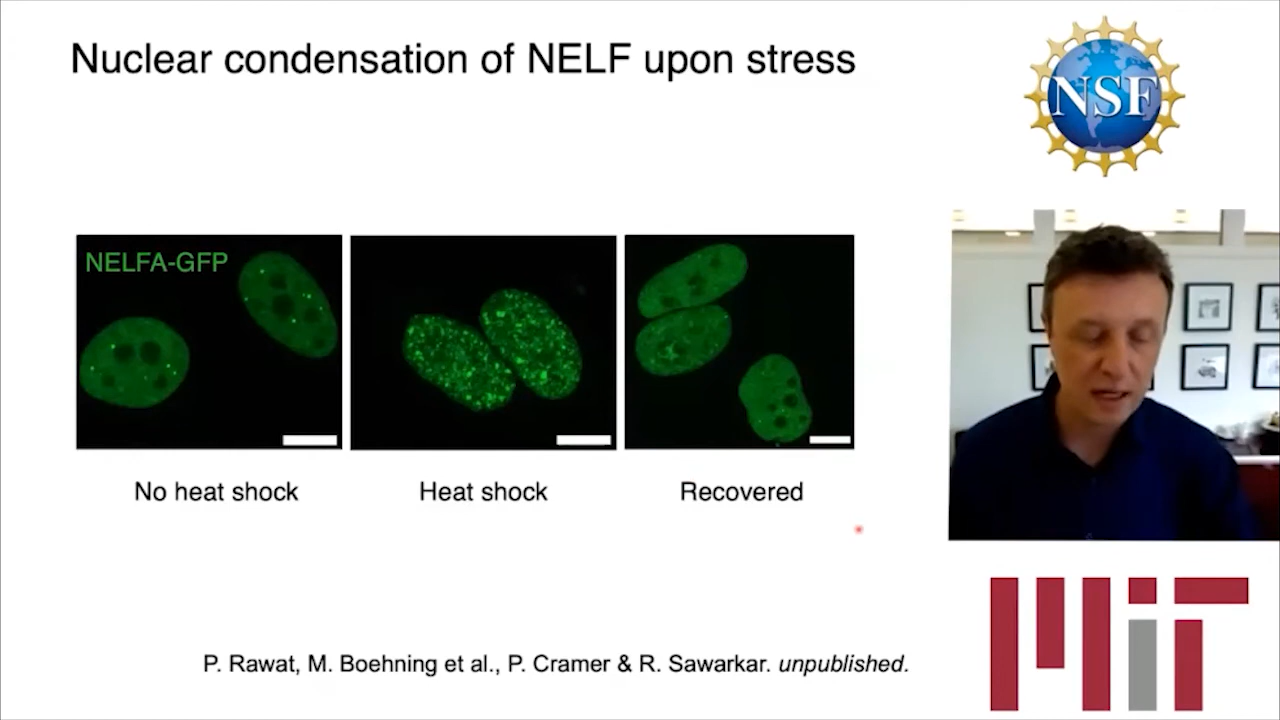 Nuclear condensation of NELF upon stress
NSF
NELFA-GFP
No heat shock
Heat shock
Recovered
P. Rawat, M. Boehning et al., P. Cramer & R. Sawarkar. unpublished.
MIT